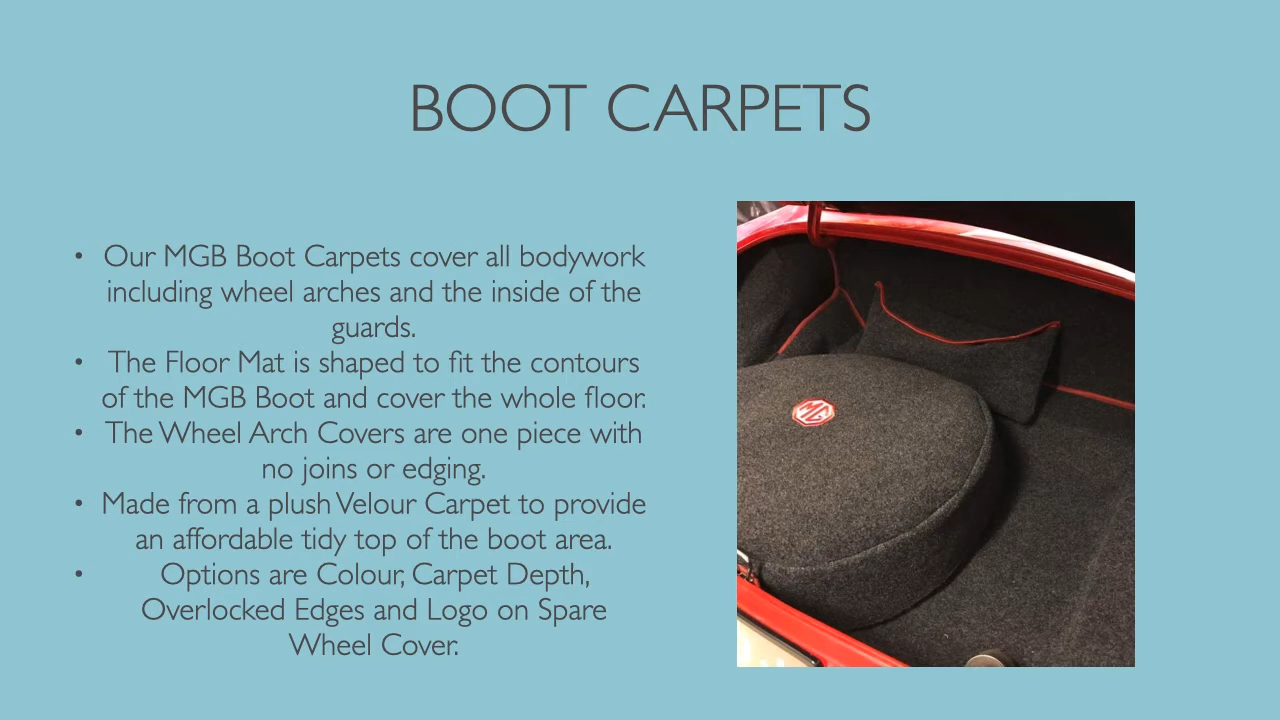 BOOT CARPETS
• Our MGB Boot Carpets cover all bodywork
including wheel arches and the inside of the
guards.
• The Floor Mat is shaped to fit the contours
of the MGB Boot and cover the whole floor.
• The Wheel Arch Covers are one piece with
no joins or edging.
• Made from a plush Velour Carpet to provide
an affordable tidy top of the boot area.
• Options are Colour, Carpet Depth,
Overlocked Edges and Logo on Spare
Wheel Cover.
MG